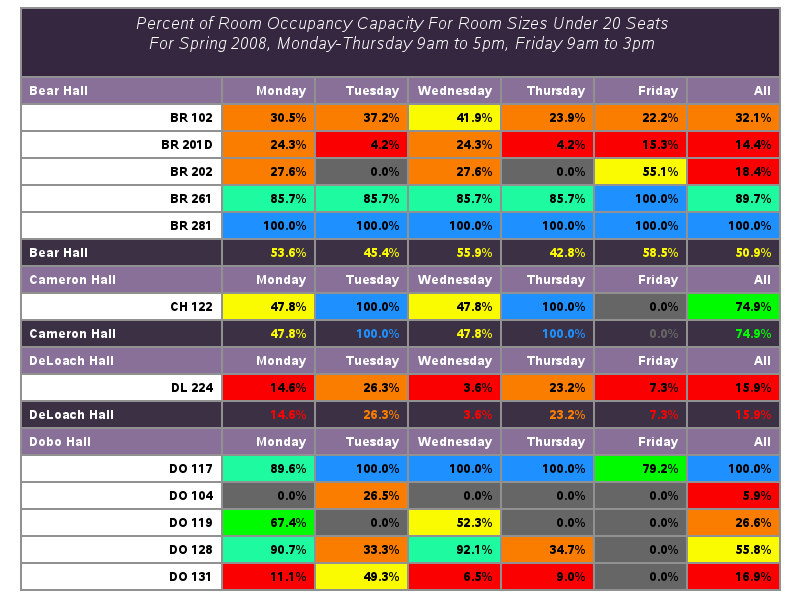 Percent of Room Occupancy Capacity For Room Sizes Under 20 Seats
For Spring 2008, Monday-Thursday 9am to 5pm, Friday 9am to 3pm
Bear Hall Monday Tuesday Wednesday Thursday Friday All
BR 102 30.5% 37.2% 41.9% 23.9% 22.2% 32.1%
BR 201D 24.3% 4.2% 24.3% 4.2% 15.3% 14.4%
BR 202 27.6% 0.0% 27.6% 0.0% 55.1% 18.4%
BR 261 85.7% 85.7% 85.7% 85.7% 100.0% 89.7%
BR 281 100.0% 100.0% 100.0% 100.0% 100.0% 100.0%
Bear Hall 53.6% 45.4% 55.9% 42.8% 58.5% 50.9%
Cameron Hall Monday Tuesday Wednesday Thursday Friday All
CH 122 47.8% 100.0% 47.8% 100.0% 0.0% 74.9%
Cameron Hall 47.8% 100.0% 47.8% 100.0% 0.0% 74.9%
DeLoach Hall Monday Tuesday Wednesday Thursday Friday All
DL 224 14.6% 26.3% 3.6% 23.2% 7.3% 15.9%
DeLoach Hall 14.6% 26.3% 3.6% 23.2% 7.3% 15.9%
Dobo Hall Monday Tuesday Wednesday Thursday Friday All
DO 117 89.6% 100.0% 100.0% 100.0% 79.2% 100.0%
DO 104 0.0% 26.5% 0.0% 0.0% 0.0% 5.9%
DO 119 67.4% 0.0% 52.3% 0.0% 0.0% 26.6%
DO 128 90.7% 33.3% 92.1% 34.7% 0.0% 55.8%
DO 131 11.1% 49.3% 6.5% 9.0% 0.0% 16.9%